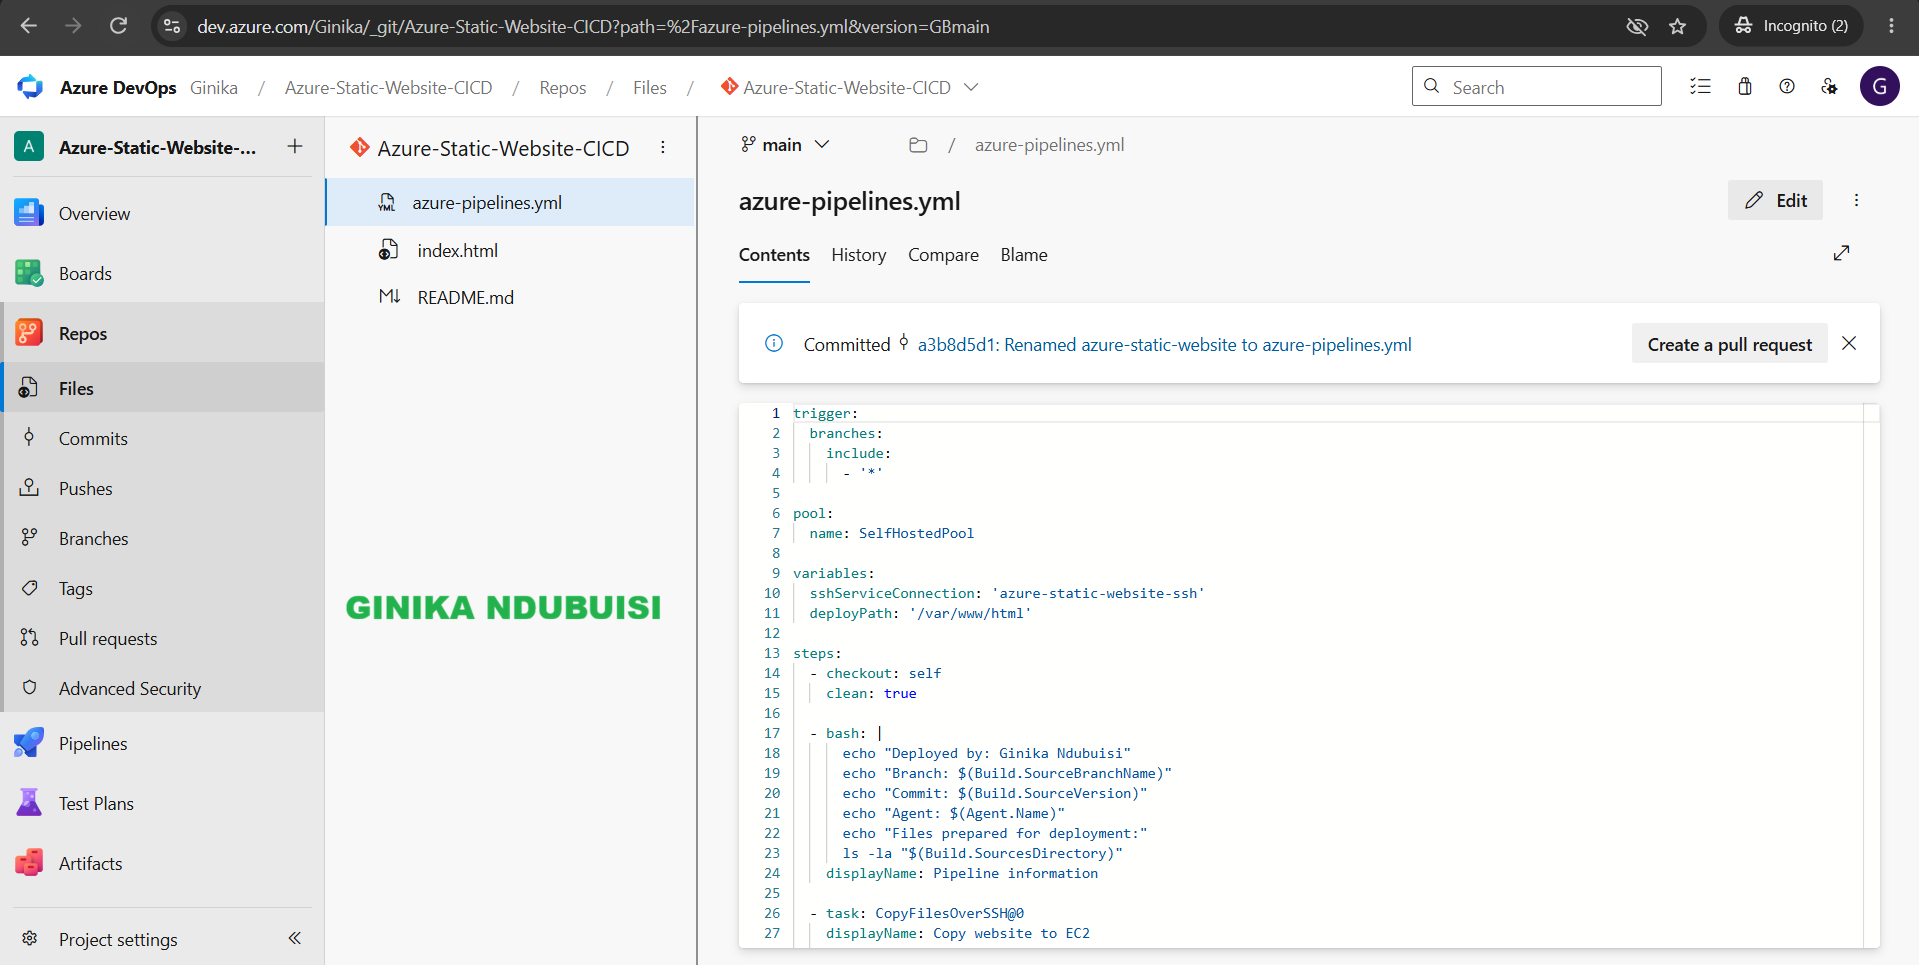 dev.azure.com/Ginika/_git/Azure-Static-Website-CICD?path=%2Fazure-pipelines.yml&version=GBmain
Incognito (2)
Azure DevOps Ginika / Azure-Static-Website-CICD / Repos / Files / Azure-Static-Website-CICD
Search
G
A Azure-Static-Website-... +
Overview
Boards
Repos
Files
Commits
Pushes
Branches
Tags
Pull requests
Advanced Security
Pipelines
Test Plans
Artifacts
Project settings
Azure-Static-Website-CICD
YML azure-pipelines.yml
index.html
M↓ README.md
GINIKA NDUBUISI
main
/ azure-pipelines.yml
azure-pipelines.yml
Edit
Contents History Compare Blame
Committed a3b8d5d1: Renamed azure-static-website to azure-pipelines.yml
Create a pull request
1 trigger:
2 branches:
3 include:
4 - '*'
5
6 pool:
7 name: SelfHostedPool
8
9 variables:
10 sshServiceConnection: 'azure-static-website-ssh'
11 deployPath: '/var/www/html'
12
13 steps:
14 - checkout: self
15 clean: true
16
17 - bash: |
18 echo "Deployed by: Ginika Ndubuisi"
19 echo "Branch: $(Build.SourceBranchName)"
20 echo "Commit: $(Build.SourceVersion)"
21 echo "Agent: $(Agent.Name)"
22 echo "Files prepared for deployment:"
23 ls -la "$(Build.SourcesDirectory)"
24 displayName: Pipeline information
25
26 - task: CopyFilesOverSSH@0
27 displayName: Copy website to EC2